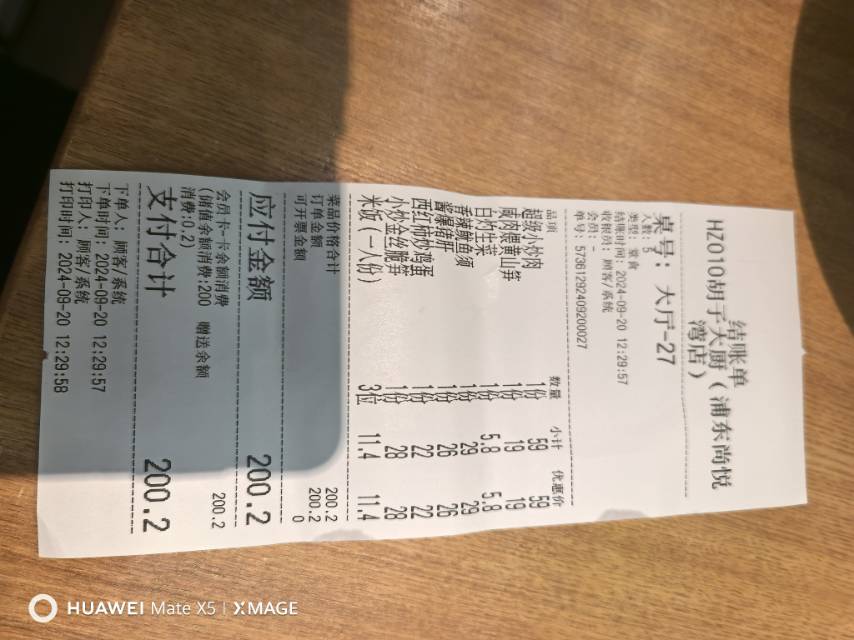 结账单
HZ010胡子大厨（浦东尚悦
湾店）
桌号：大厅-27
人数：5
类型：堂食
结账时间：2024-09-20 12:29:57
收银员：顾客/系统
会员：-
单号：57361292409200027
品项 数量 小计 优惠价
超级小炒肉 1份 59 59
咸肉煨黄山笋 1份 19 19
白灼生菜 1份 5.8 5.8
香辣鱿鱼须 1份 29 29
酱爆猪肝 1份 26 26
西红柿炒鸡蛋 1份 22 22
小炒金丝脆笋 1份 28 28
米饭（一人份） 3位 11.4 11.4
菜品价格合计 200.2
订单金额 200.2
可开票金额 0
应付金额 200.2
会员卡-卡余额消费 200.2
(储值余额消费:200 赠送余额
消费:0.2)
支付合计 200.2
下单人：顾客/系统
下单时间：2024-09-20 12:29:57
打印人：顾客/系统
打印时间：2024-09-20 12:29:58
HUAWEI Mate X5 | XMAGE